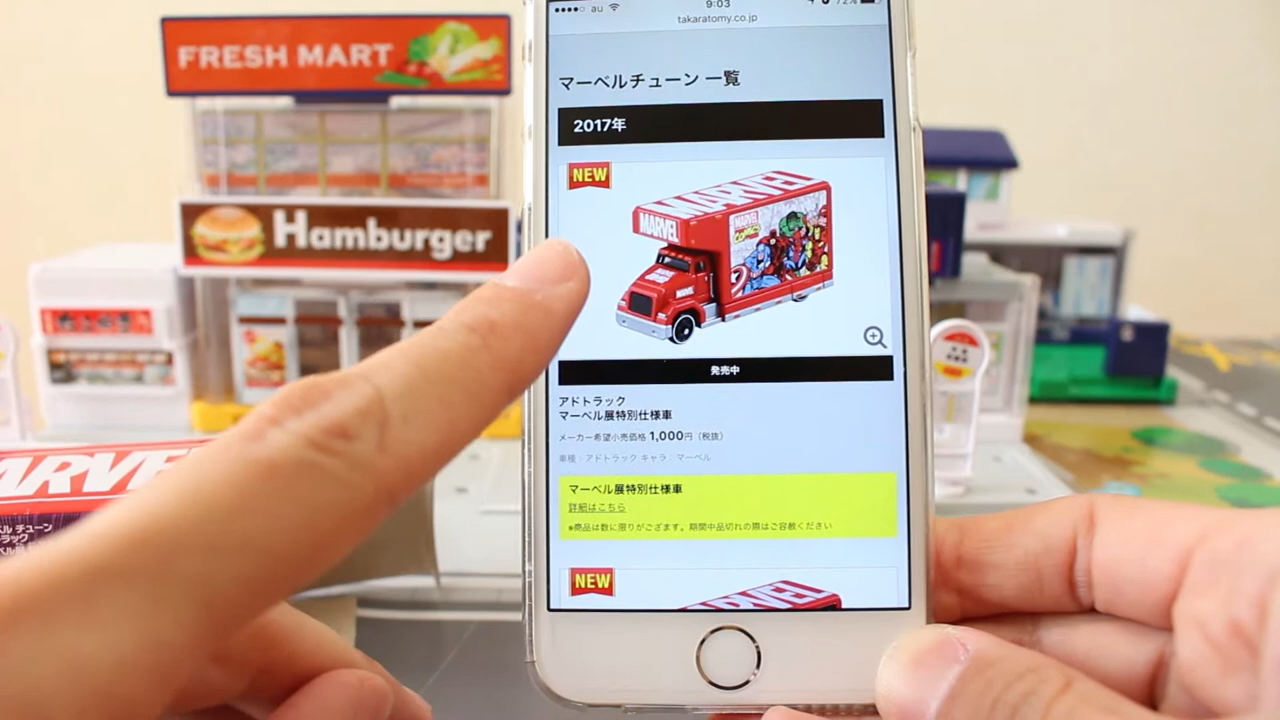 FRESH MART
Hamburger
au 9:03
takaratomy.co.jp
マーベルチューン 一覧
2017年
NEW
MARVEL
MARVEL
MARVEL
発売中
アドトラック
マーベル展特別仕様車
メーカー希望小売価格 1,000円（税抜）
車種：アドトラック キャラ：マーベル
マーベル展特別仕様車
詳細はこちら
※商品は数に限りがござます。期間中品切れの際はご容赦ください
NEW